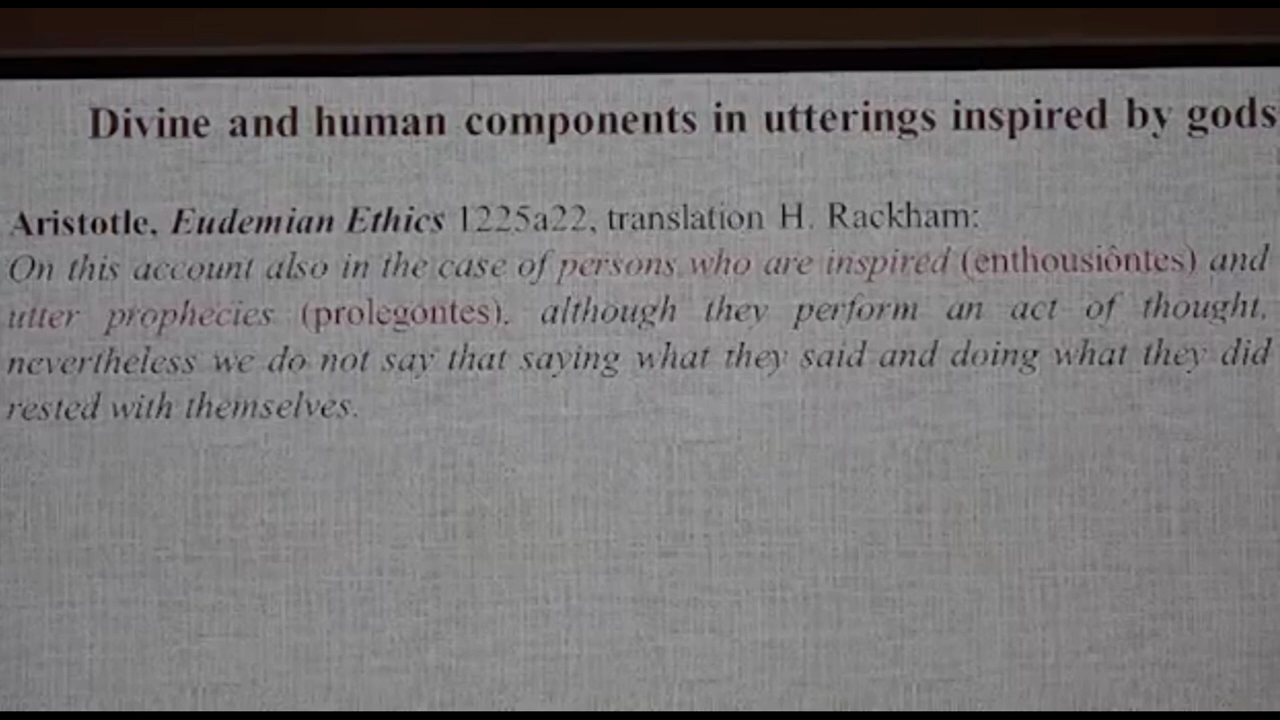 Divine and human components in utterings inspired by gods
Aristotle, Eudemian Ethics 1225a22, translation H. Rackham:
On this account also in the case of persons who are inspired (enthousiôntes) and
utter prophecies (prolegontes), although they perform an act of thought,
nevertheless we do not say that saying what they said and doing what they did
rested with themselves.